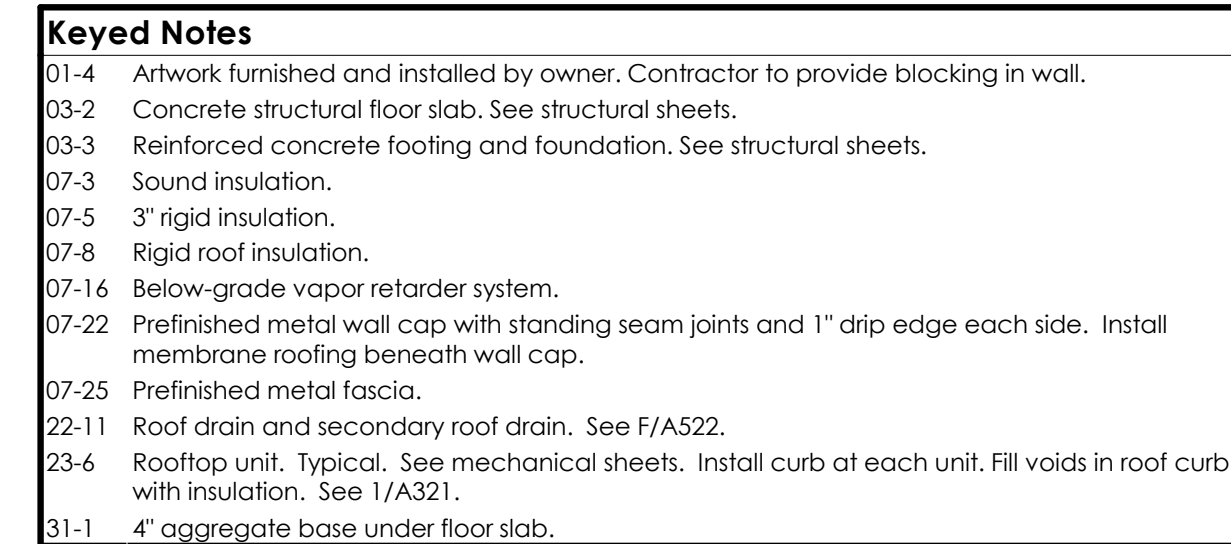 Keyed Notes
01-4 Artwork furnished and installed by owner. Contractor to provide blocking in wall.
03-2 Concrete structural floor slab. See structural sheets.
03-3 Reinforced concrete footing and foundation. See structural sheets.
07-3 Sound insulation.
07-5 3" rigid insulation.
07-8 Rigid roof insulation.
07-16 Below-grade vapor retarder system.
07-22 Prefinished metal wall cap with standing seam joints and 1" drip edge each side. Install
membrane roofing beneath wall cap.
07-25 Prefinished metal fascia.
22-11 Roof drain and secondary roof drain. See F/A522.
23-6 Rooftop unit. Typical. See mechanical sheets. Install curb at each unit. Fill voids in roof curb
with insulation. See 1/A321.
31-1 4" aggregate base under floor slab.